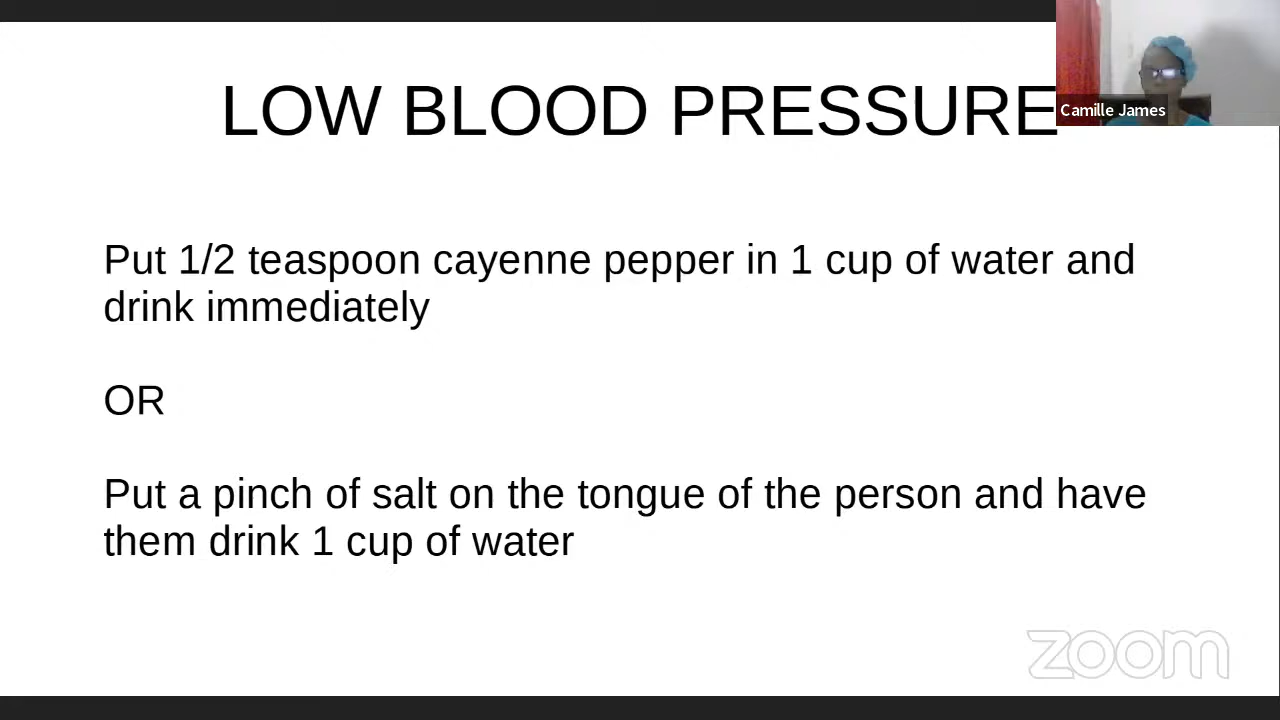 LOW BLOOD PRESSURE
Camille James
Put 1/2 teaspoon cayenne pepper in 1 cup of water and
drink immediately
OR
Put a pinch of salt on the tongue of the person and have
them drink 1 cup of water
zoom